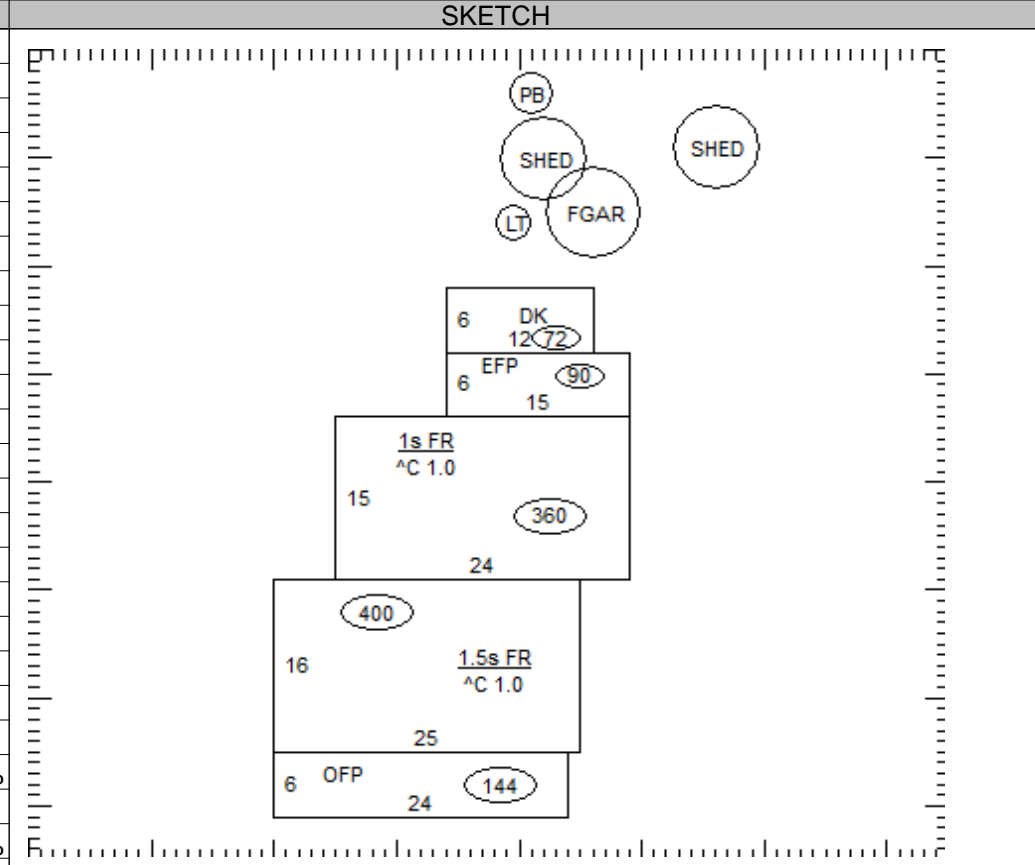 SKETCH
PB
SHED
SHED
FGAR
LT
6
DK
12 72
EFP
90
6
15
1s FR
^C 1.0
15
360
24
400
16
1.5s FR
^C 1.0
25
6
OFP
144
24